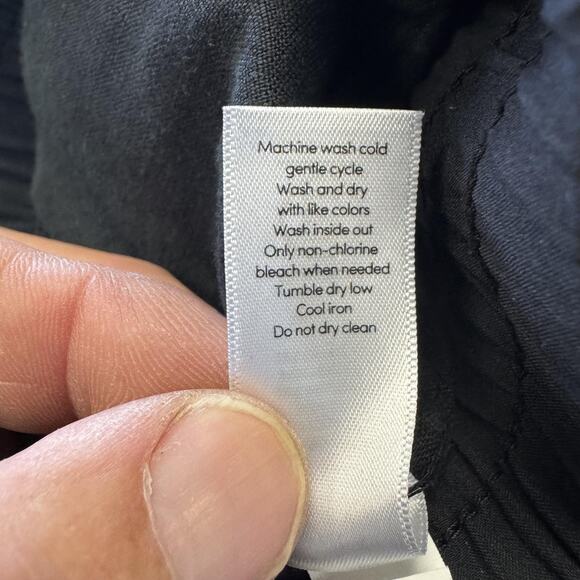 Machine wash cold
gentle cycle
Wash and dry
with like colors
Wash inside out
Only non-chlorine
bleach when needed
Tumble dry low
Cool iron
Do not dry clean